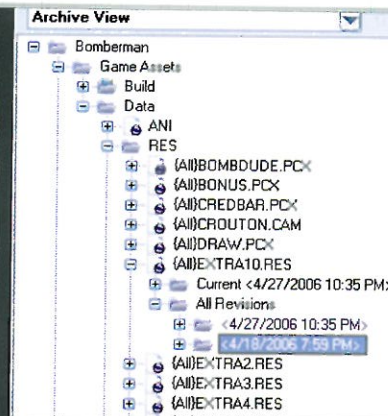 Archive View
Bomberman
Game Assets
Build
Data
ANI
RES
{All}BOMBDUDE.PCX
{All}BONUS.PCX
{All}CREDBAR.PCX
{All}CROUTON.CAM
{All}DRAW.PCX
{All}EXTRA10.RES
Current <4/27/2006 10:35 PM>
All Revisions
<4/27/2006 10:35 PM>
<4/18/2006 7:59 PM>
{All}EXTRA2.RES
{All}EXTRA3.RES
{All}EXTRA4.RES